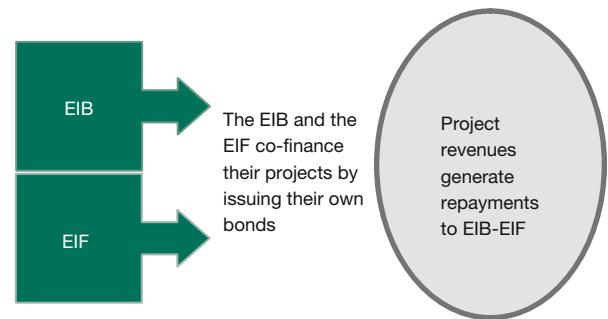 EIB
EIF
The EIB and the
EIF co-finance
their projects by
issuing their own
bonds
Project
revenues
generate
repayments
to EIB-EIF